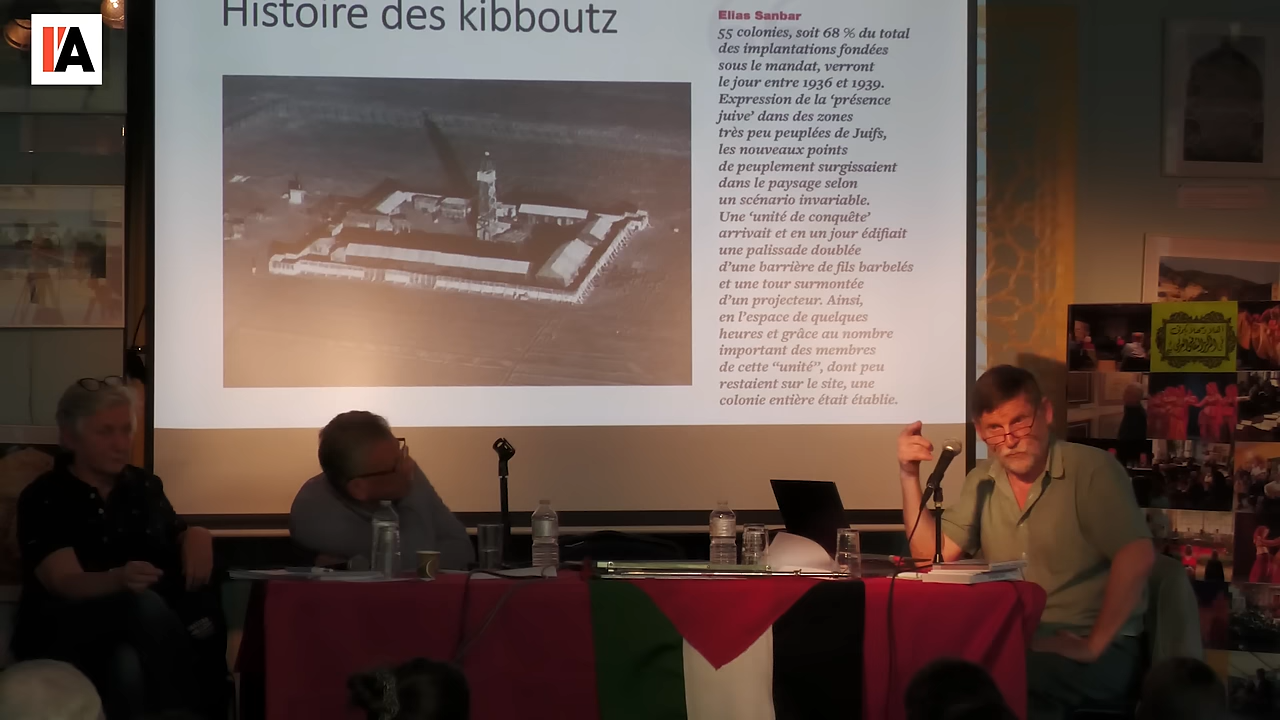 IA
Histoire des kibboutz
Elias Sanbar
55 colonies, soit 68 % du total
des implantations fondées
sous le mandat, verront
le jour entre 1936 et 1939.
Expression de la ‘présence
juive’ dans des zones
très peu peuplées de Juifs,
les nouveaux points
de peuplement surgissaient
dans le paysage selon
un scénario invariable.
Une ‘unité de conquête’
arrivait et en un jour édifiait
une palissade doublée
d’une barrière de fils barbelés
et une tour surmontée
d’un projecteur. Ainsi,
en l’espace de quelques
heures et grâce au nombre
important des membres
de cette “unité”, dont peu
restaient sur le site, une
colonie entière était établie.